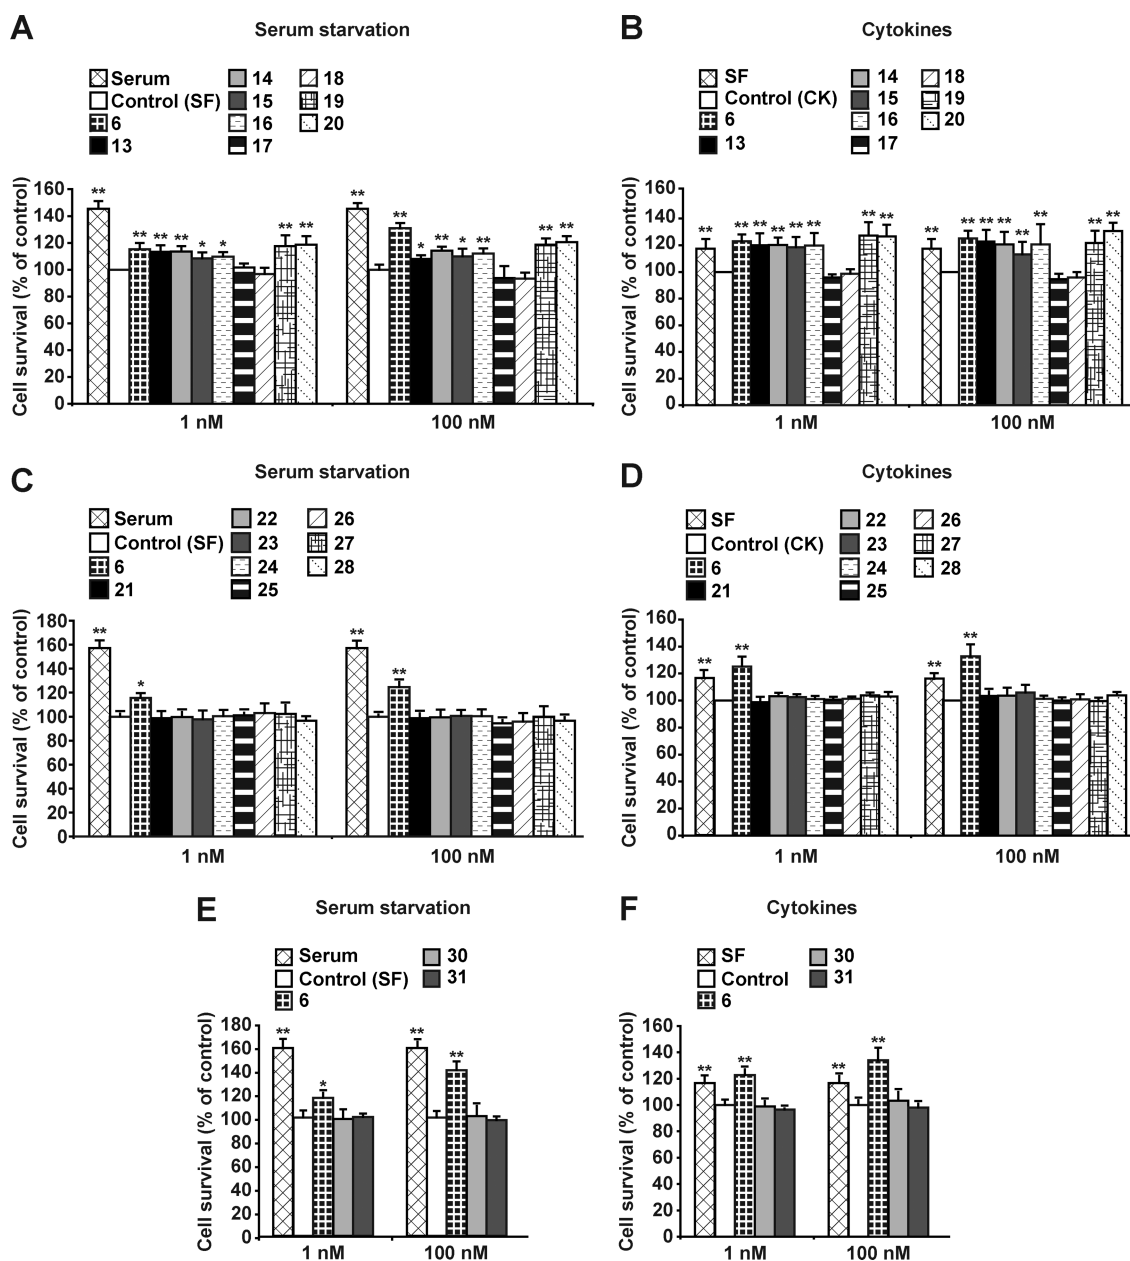 A
Serum starvation
Serum
Control (SF)
6
13
14
15
16
17
18
19
20
Cell survival (% of control)
160
140
120
100
80
60
40
20
0
** ** ** ** * * ** **
** ** * ** * ** ** **
1 nM
100 nM
B
Cytokines
SF
Control (CK)
6
13
14
15
16
17
18
19
20
Cell survival (% of control)
160
140
120
100
80
60
40
20
0
** ** ** ** ** ** ** **
** ** ** ** ** ** ** **
1 nM
100 nM
C
Serum starvation
Serum
Control (SF)
6
21
22
23
24
25
26
27
28
Cell survival (% of control)
180
160
140
120
100
80
60
40
20
0
** *
** **
1 nM
100 nM
D
Cytokines
SF
Control (CK)
6
21
22
23
24
25
26
27
28
Cell survival (% of control)
160
140
120
100
80
60
40
20
0
** **
** **
1 nM
100 nM
E
Serum starvation
Serum
Control (SF)
6
30
31
Cell survival (% of control)
180
160
140
120
100
80
60
40
20
0
** *
** **
1 nM
100 nM
F
Cytokines
SF
Control
6
30
31
Cell survival (% of control)
160
140
120
100
80
60
40
20
0
** **
** **
1 nM
100 nM